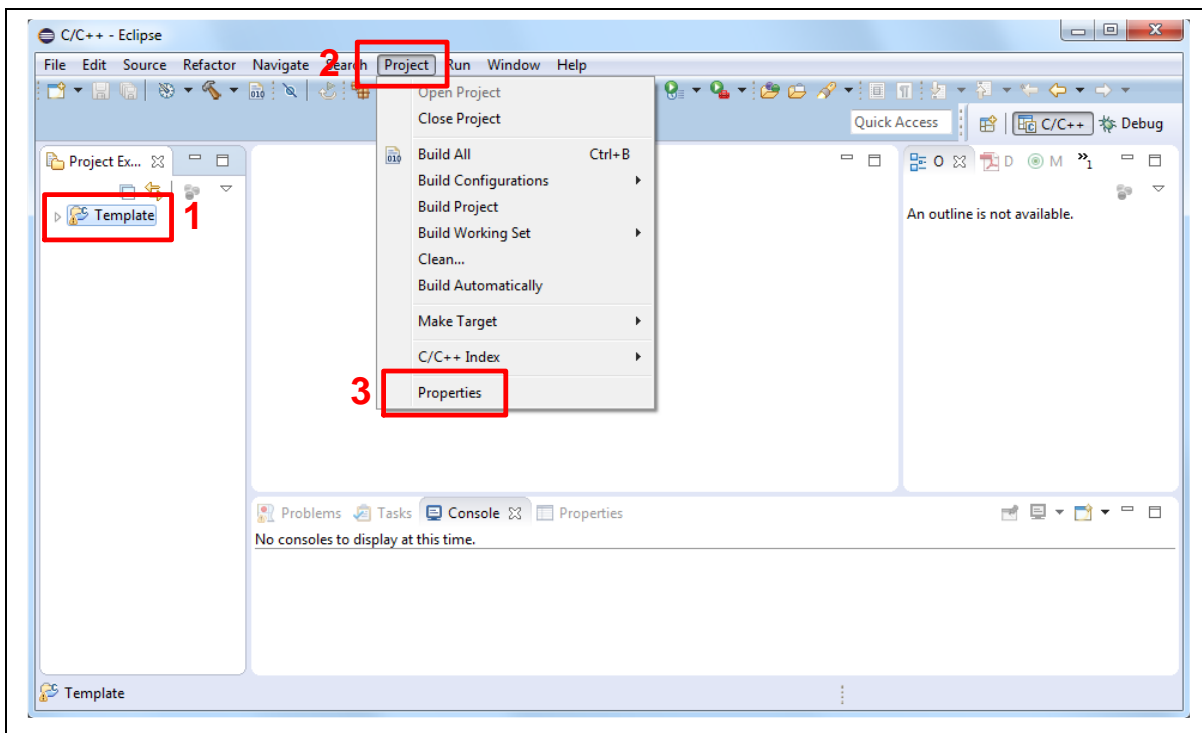 C/C++ - Eclipse
File Edit Source Refactor Navigate Search Project Run Window Help
2
Quick Access
C/C++
Debug
Project Ex...
Template
1
Open Project
Close Project
Build All Ctrl+B
Build Configurations
Build Project
Build Working Set
Clean...
Build Automatically
Make Target
C/C++ Index
3
Properties
O D M »1
An outline is not available.
Problems Tasks Console Properties
No consoles to display at this time.
Template